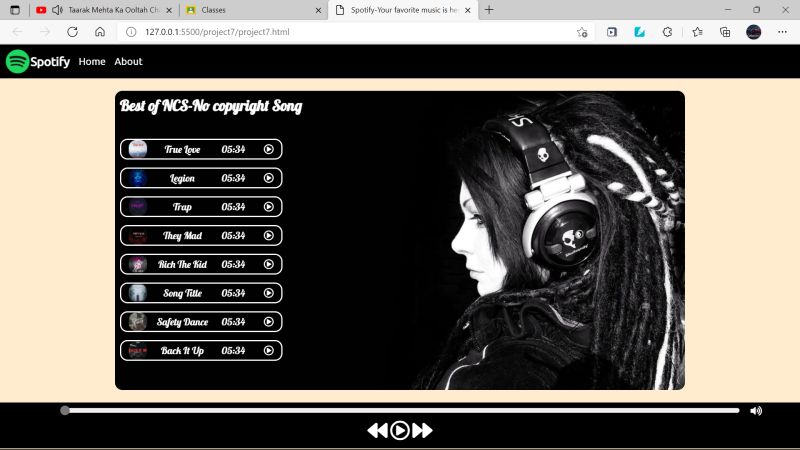 Taarak Mehta Ka Ooltah Ch
Classes
Spotify-Your favorite music is he
127.0.0.1:5500/project7/project7.html
Spotify Home About
Best of NCS-No copyright Song
True Love 05:34
Legion 05:34
Trap 05:34
They Mad 05:34
Rich The Kid 05:34
Song Title 05:34
Safety Dance 05:34
Back It Up 05:34